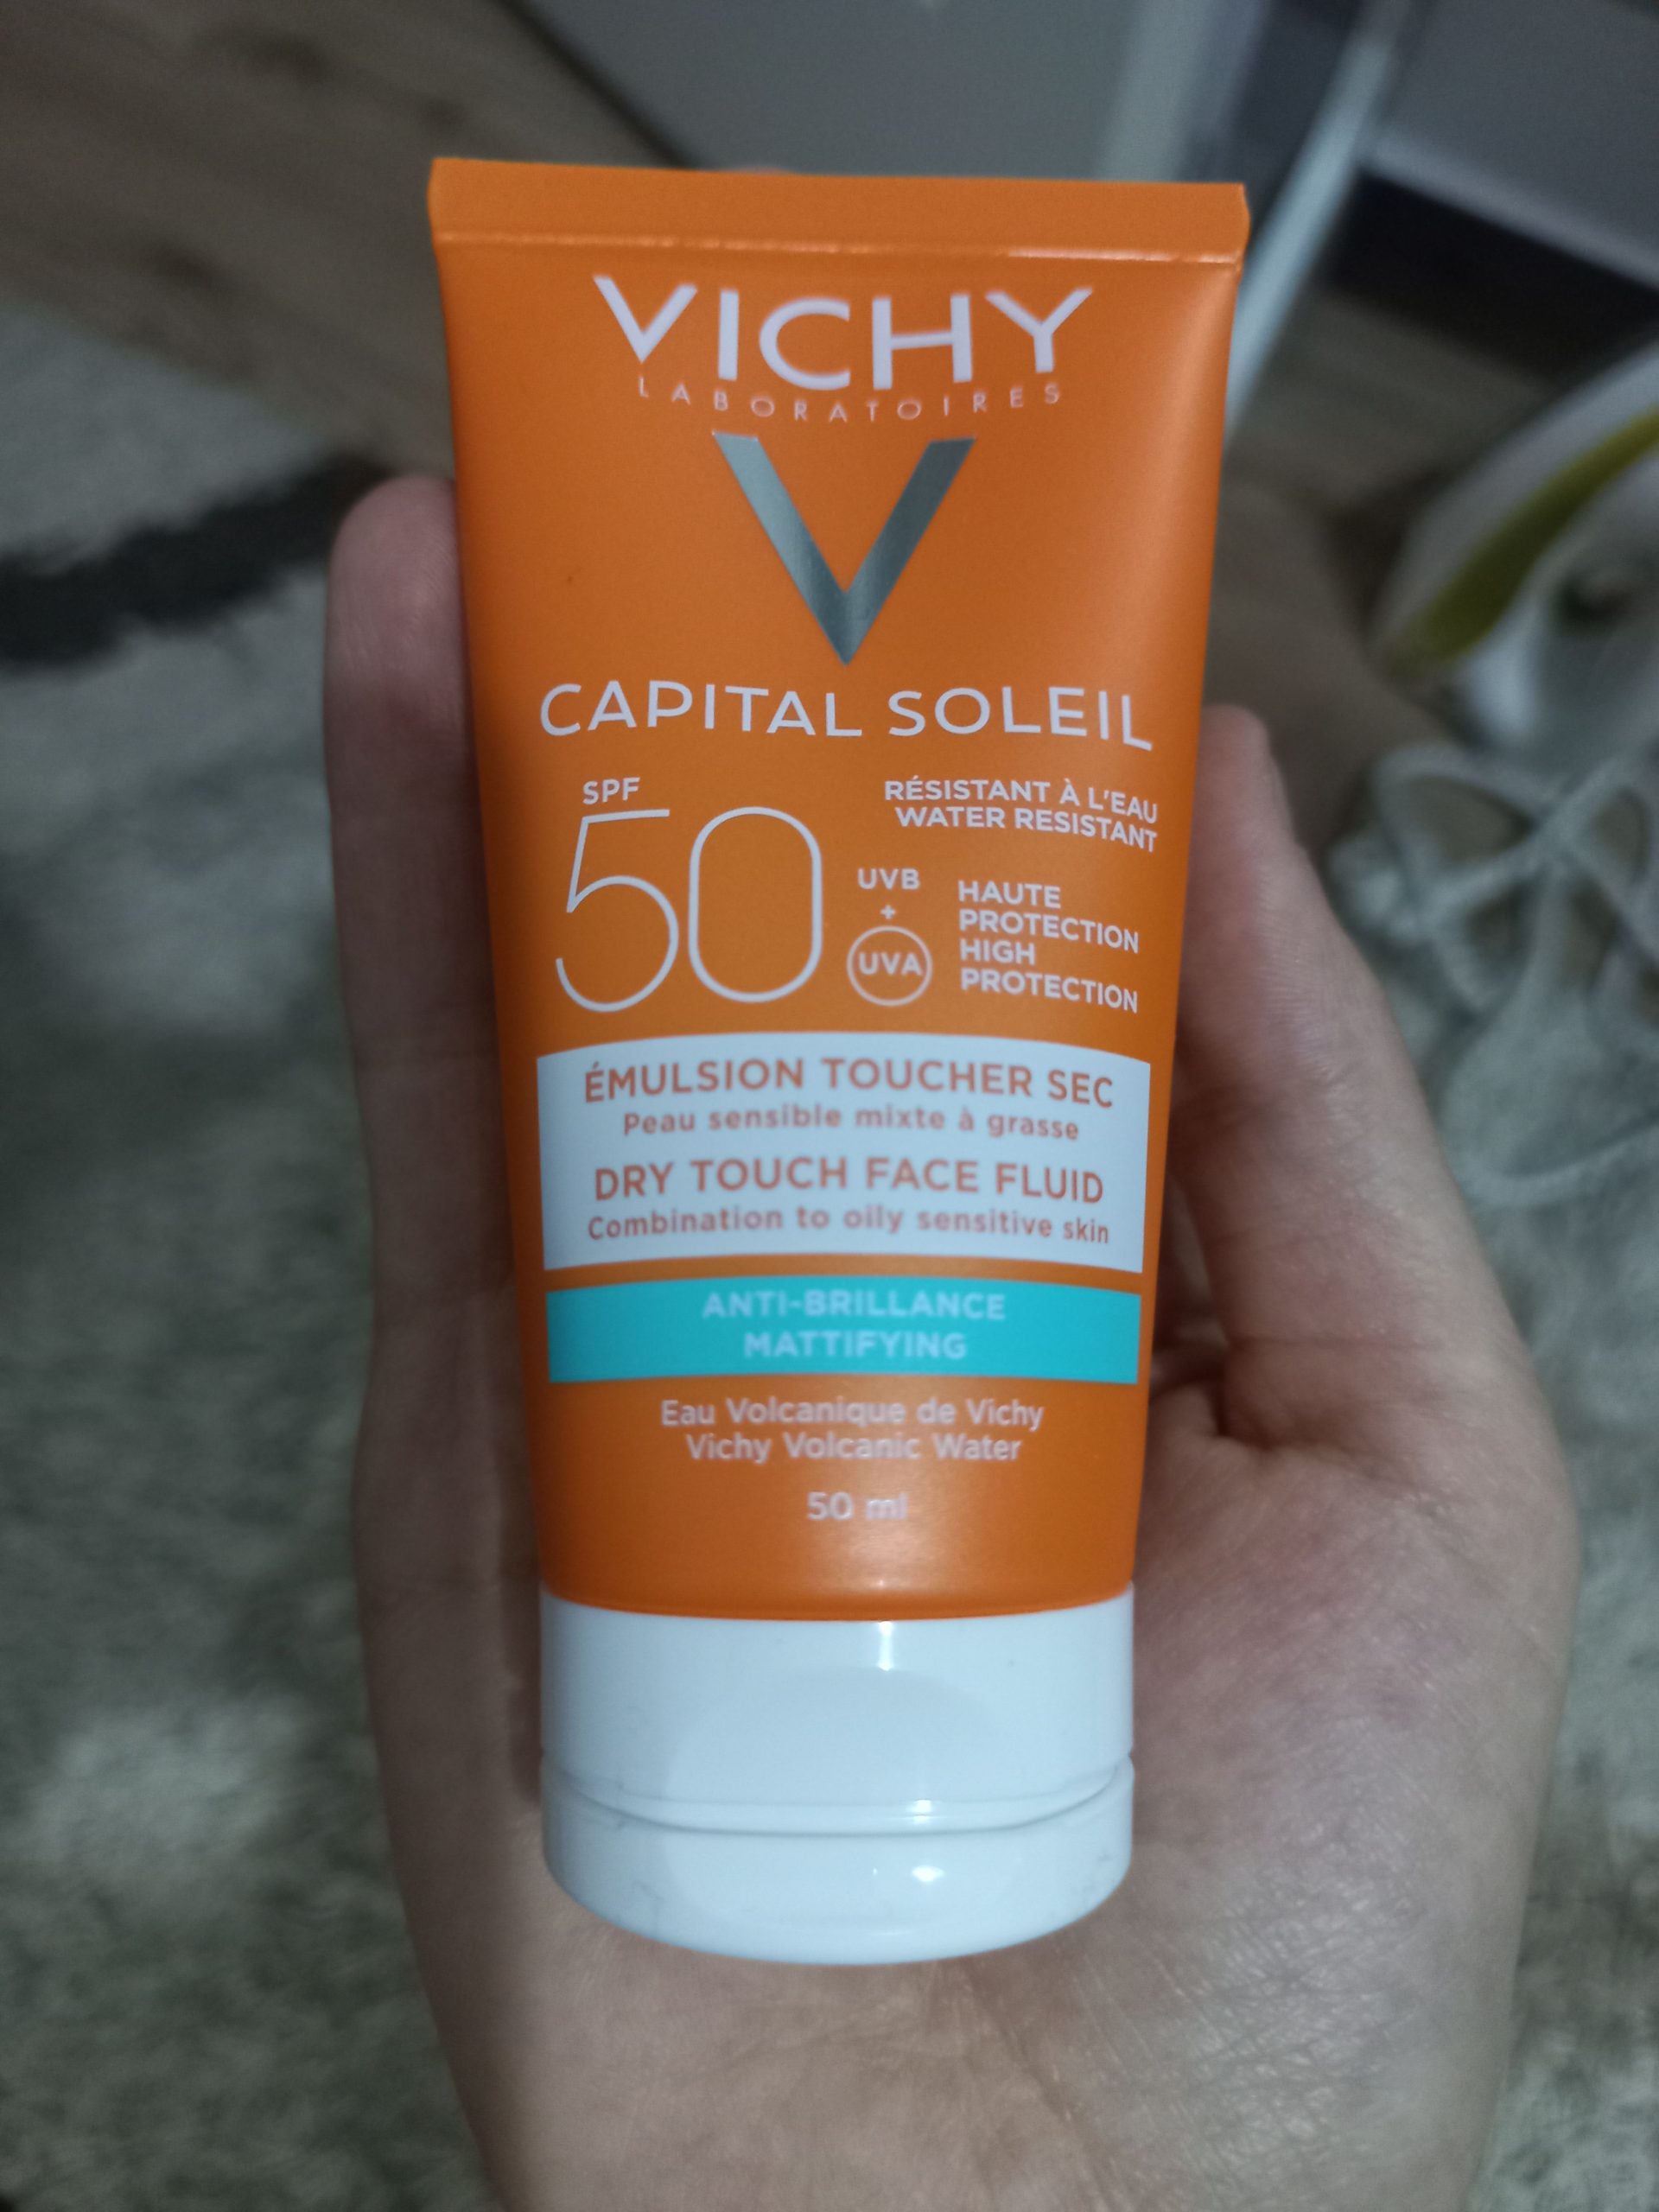 VICHY
LABORATOIRES
CAPITAL SOLEIL
SPF
50
RÉSISTANT À L'EAU
WATER RESISTANT
UVB
+
UVA
HAUTE
PROTECTION
HIGH
PROTECTION
ÉMULSION TOUCHER SEC
Peau sensible mixte à grasse
DRY TOUCH FACE FLUID
Combination to oily sensitive skin
ANTI-BRILLANCE
MATTIFYING
Eau Volcanique de Vichy
Vichy Volcanic Water
50 ml